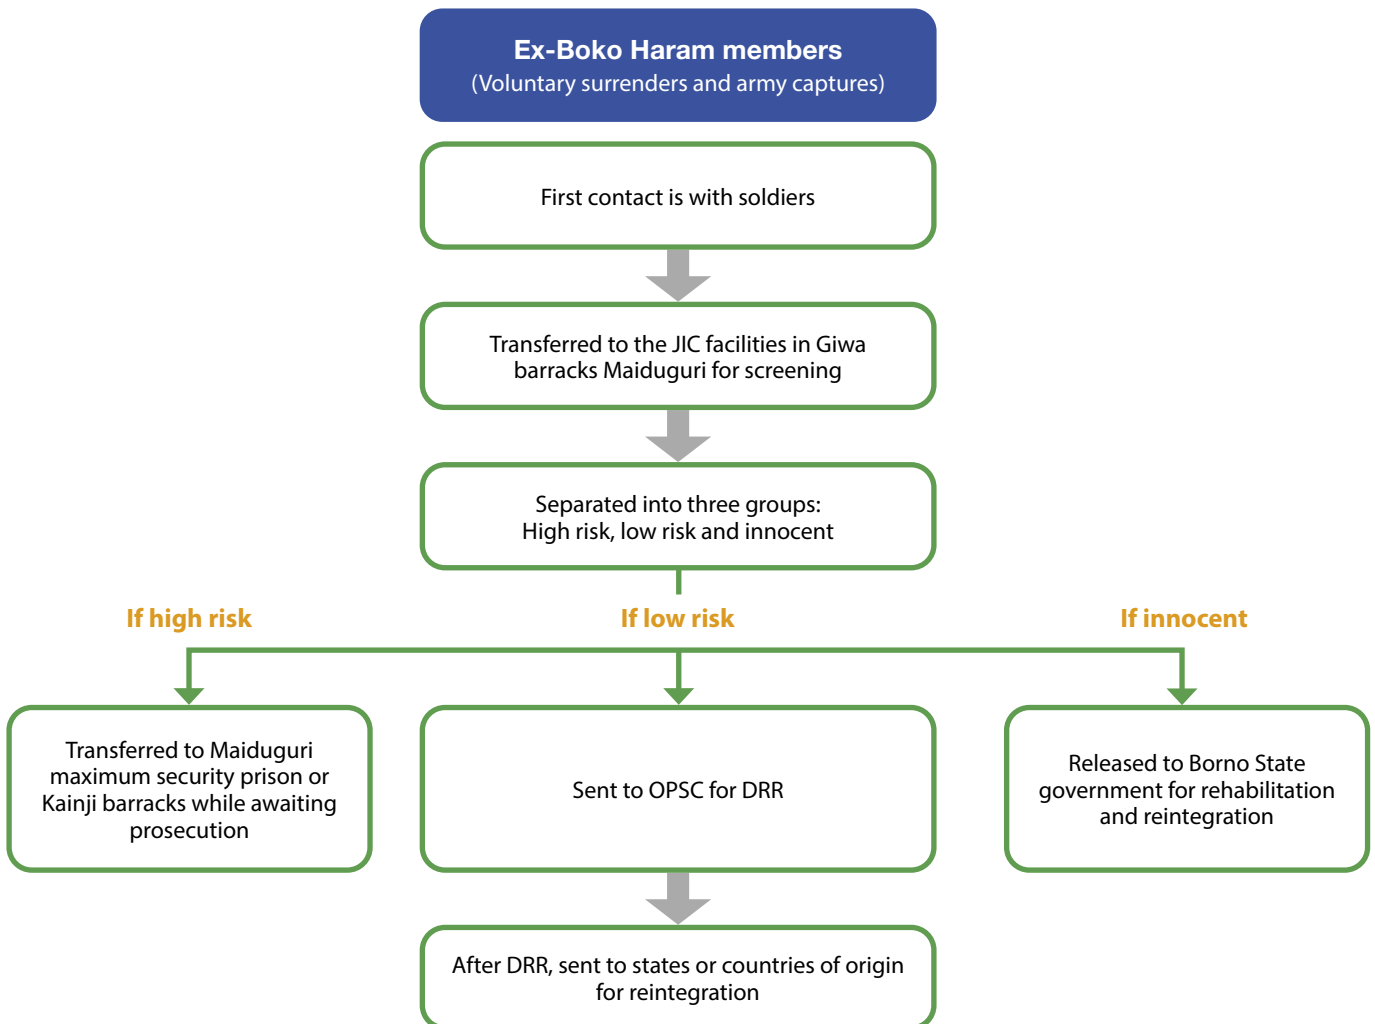 Ex-Boko Haram members
(Voluntary surrenders and army captures)
First contact is with soldiers
Transferred to the JIC facilities in Giwa
barracks Maiduguri for screening
Separated into three groups:
High risk, low risk and innocent
If high risk
If low risk
If innocent
Transferred to Maiduguri
maximum security prison or
Kainji barracks while awaiting
prosecution
Sent to OPSC for DRR
Released to Borno State
government for rehabilitation
and reintegration
After DRR, sent to states or countries of origin
for reintegration